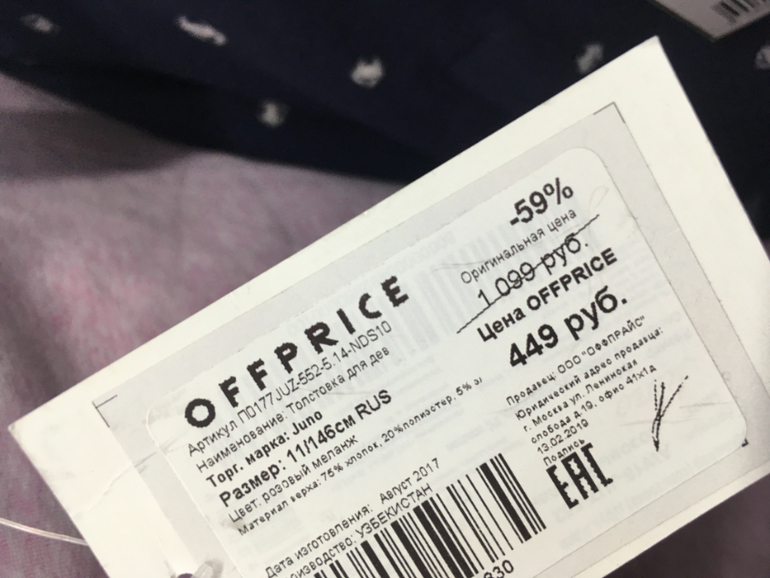 OFFPRICE
Артикул П0177JUZ-552-5.14-NDS10
Наименование: Толстовка для дев
Торг. марка: Juno
Размер: 11/146см RUS
Цвет: розовый меланж
Материал верха: 75% хлопок, 20%полиэстер, 5% э
Дата изготовления: Август 2017
изводство: УЗБЕКИСТАН
-59%
Оригинальная цена
1 099 руб.
Цена OFFPRICE
449 руб.
Продавец: ООО "ОФФПРАЙС"
Юридический адрес продавца:
г. Москва ул. Ленинская
слобода д.19, офис 41х1д
13.02.2019
Подпись
EAC
330